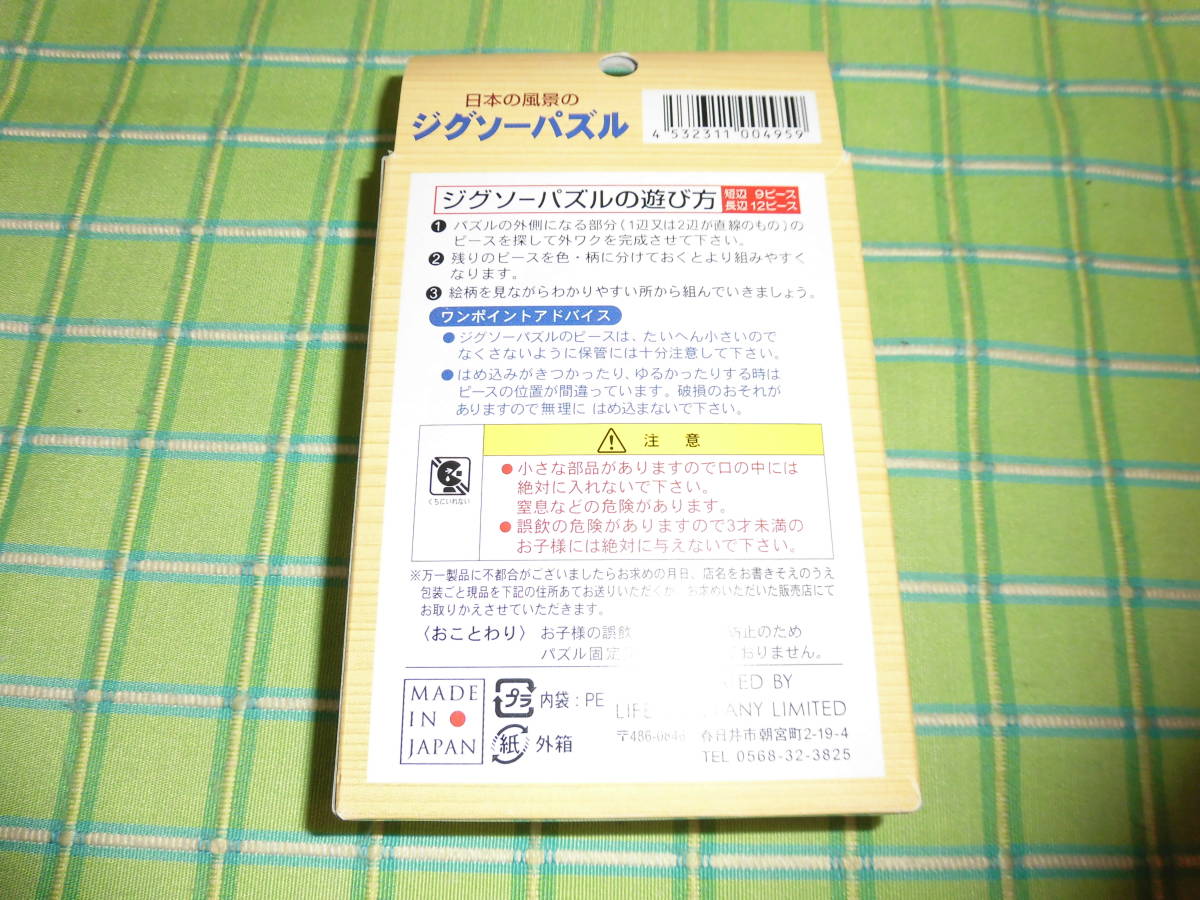 日本の風景の
ジグソーパズル
4 532311 004959
ジグソーパズルの遊び方
短辺 9ピース
長辺 12ピース
❶ パズルの外側になる部分(1辺又は2辺が直線のもの)の
ピースを探して外ワクを完成させて下さい。
❷ 残りのピースを色・柄に分けておくとより組みやすく
なります。
❸ 絵柄を見ながらわかりやすい所から組んでいきましょう。
ワンポイントアドバイス
● ジグソーパズルのピースは、たいへん小さいので
なくさないように保管には十分注意して下さい。
● はめ込みがきつかったり、ゆるかったりする時は
ピースの位置が間違っています。破損のおそれが
ありますので無理に はめ込まないで下さい。
注 意
くちにいれない
● 小さな部品がありますので口の中には
絶対に入れないで下さい。
窒息などの危険があります。
● 誤飲の危険がありますので3才未満の
お子様には絶対に与えないで下さい。
※万一製品に不都合がございましたらお求めの月日、店名をお書きそえのうえ
包装ごと現品を下記の住所あてお送りいただくか、お求めいただいた販売店にて
お取りかえさせていただきます。
〈おことわり〉 お子様の誤飲 防止のため
パズル固定 おりません。
MADE
IN
JAPAN
プラ 内袋:PE
紙 外箱
BY
LIMITED
春日井市朝宮町2-19-4
TEL 0568-32-3825